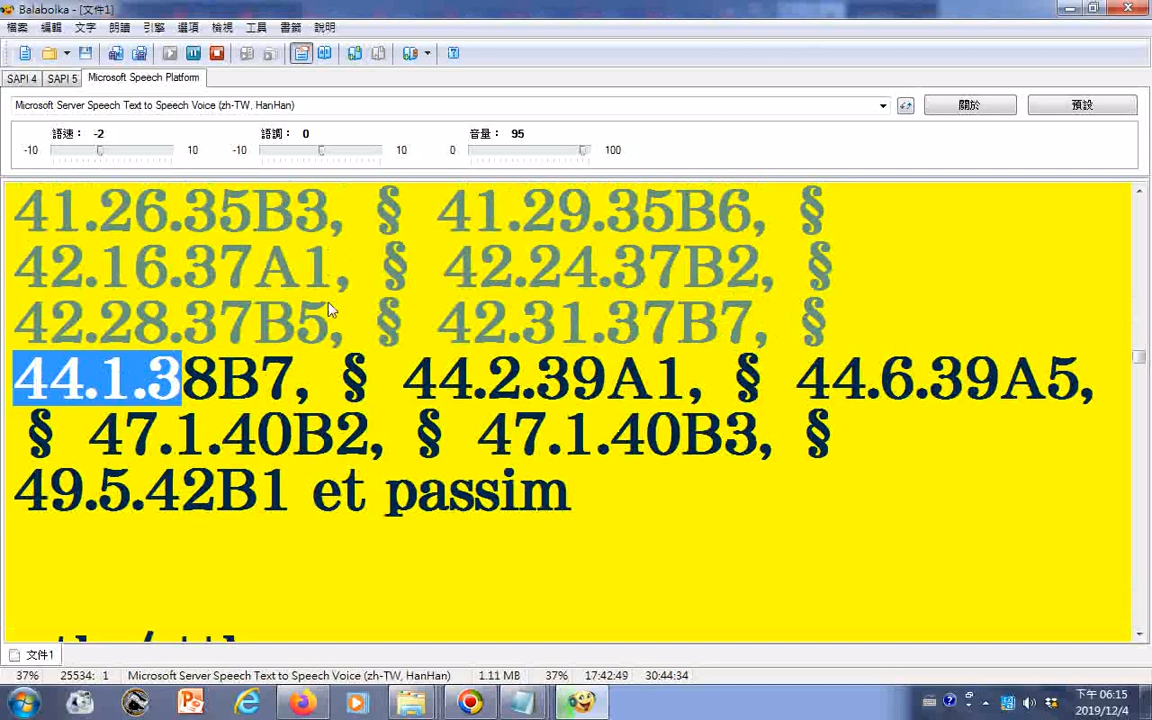 Balabolka - [文件1]
檔案 編輯 文字 朗讀 引擎 選項 檢視 工具 書籤 說明
SAPI 4 SAPI 5 Microsoft Speech Platform
Microsoft Server Speech Text to Speech Voice (zh-TW, HanHan) 關於 預設
語速： -2 語調： 0 音量： 95
-10 10 -10 10 0 100
41.26.35B3, § 41.29.35B6, §
42.16.37A1, § 42.24.37B2, §
42.28.37B5, § 42.31.37B7, §
44.1.38B7, § 44.2.39A1, § 44.6.39A5,
§ 47.1.40B2, § 47.1.40B3, §
49.5.42B1 et passim
文件1
37% 25534: 1 Microsoft Server Speech Text to Speech Voice (zh-TW, HanHan) 1.11 MB 37% 17:42:49 30:44:34
下午 06:15
2019/12/4